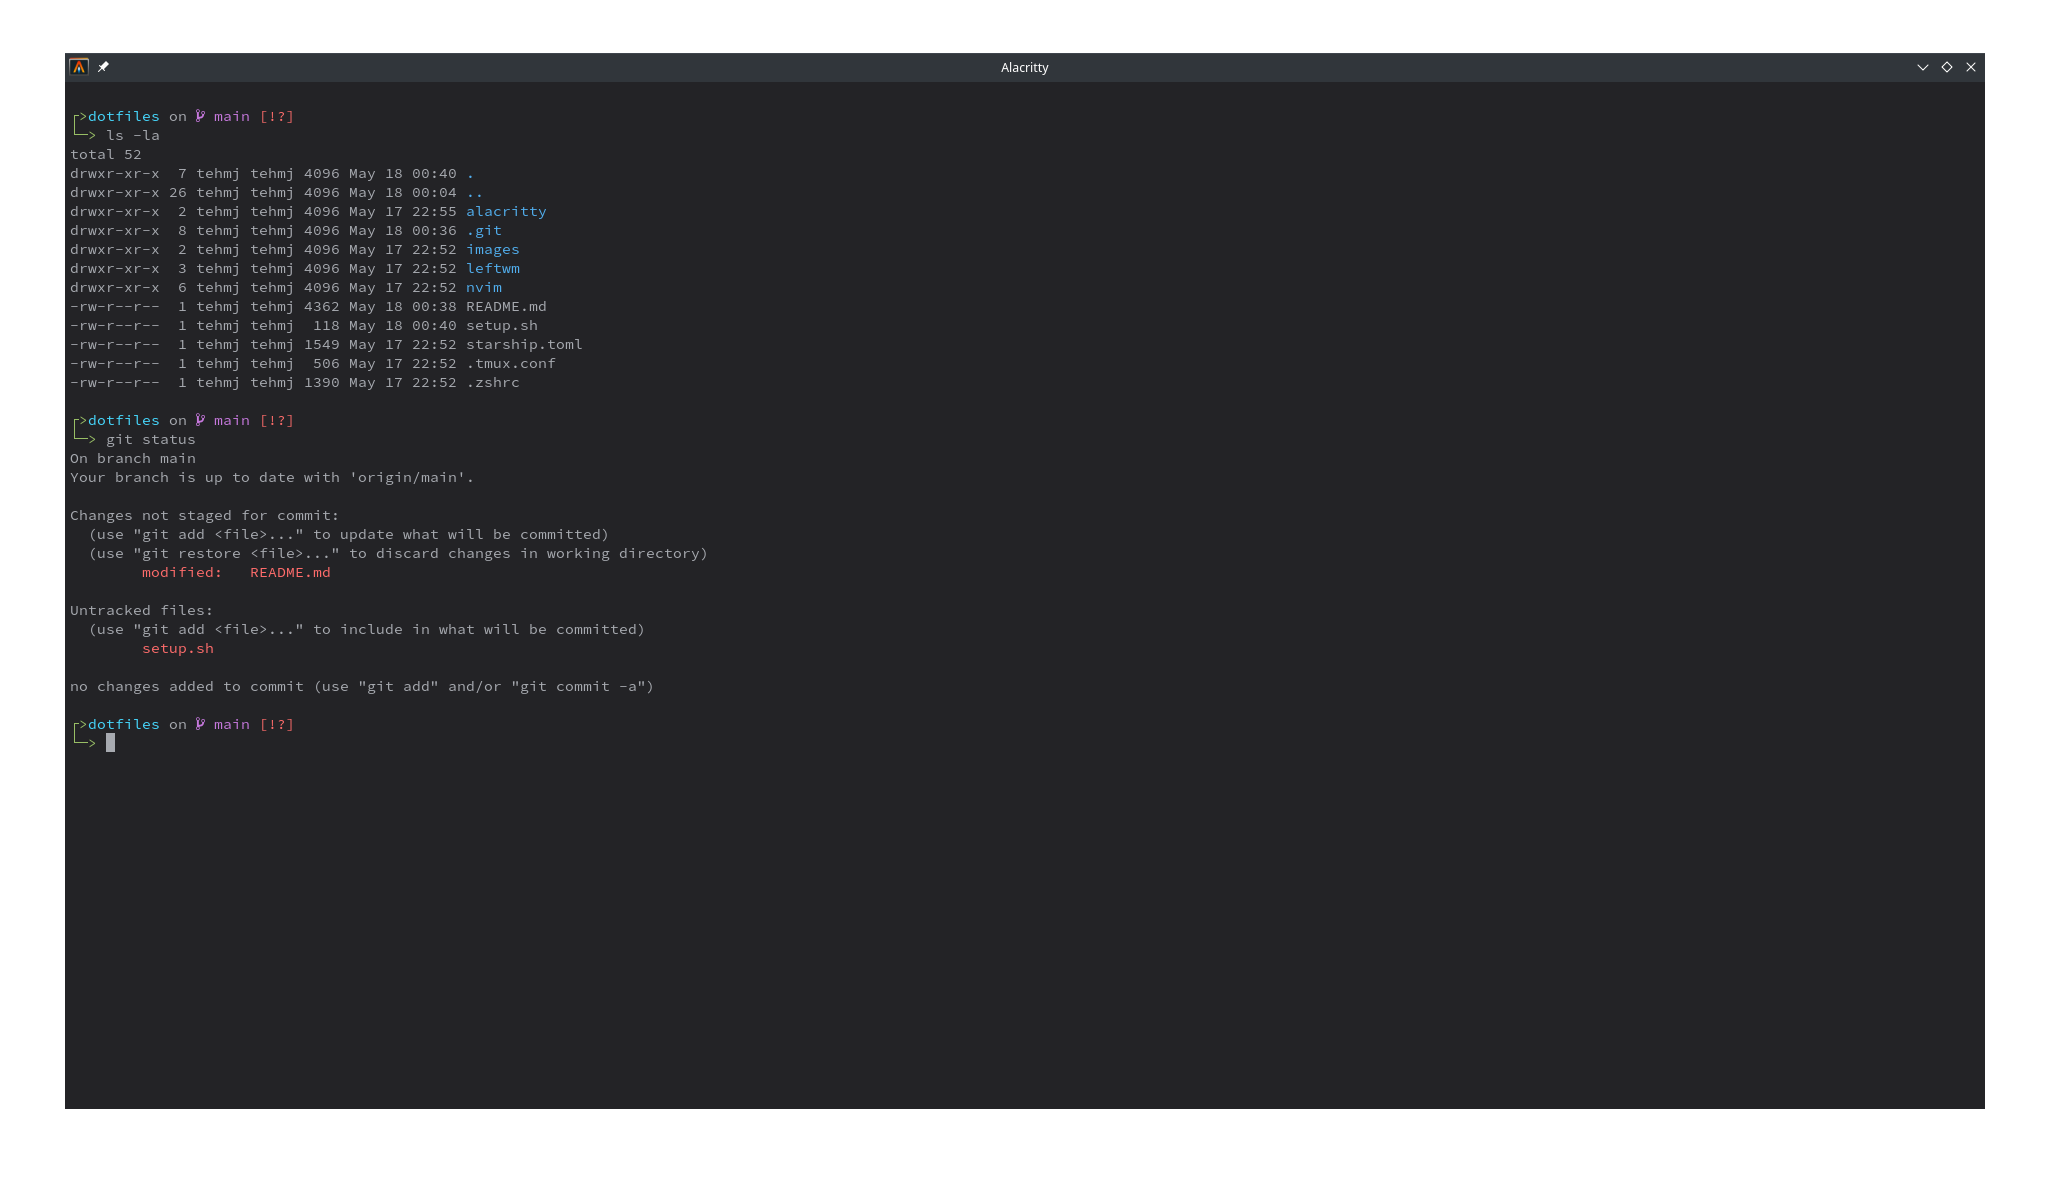 Alacritty
┌>dotfiles on  main [!?]
└─> ls -la
total 52
drwxr-xr-x  7 tehmj tehmj 4096 May 18 00:40 .
drwxr-xr-x 26 tehmj tehmj 4096 May 18 00:04 ..
drwxr-xr-x  2 tehmj tehmj 4096 May 17 22:55 alacritty
drwxr-xr-x  8 tehmj tehmj 4096 May 18 00:36 .git
drwxr-xr-x  2 tehmj tehmj 4096 May 17 22:52 images
drwxr-xr-x  3 tehmj tehmj 4096 May 17 22:52 leftwm
drwxr-xr-x  6 tehmj tehmj 4096 May 17 22:52 nvim
-rw-r--r--  1 tehmj tehmj 4362 May 18 00:38 README.md
-rw-r--r--  1 tehmj tehmj  118 May 18 00:40 setup.sh
-rw-r--r--  1 tehmj tehmj 1549 May 17 22:52 starship.toml
-rw-r--r--  1 tehmj tehmj  506 May 17 22:52 .tmux.conf
-rw-r--r--  1 tehmj tehmj 1390 May 17 22:52 .zshrc
┌>dotfiles on  main [!?]
└─> git status
On branch main
Your branch is up to date with 'origin/main'.
Changes not staged for commit:
  (use "git add <file>..." to update what will be committed)
  (use "git restore <file>..." to discard changes in working directory)
        modified:   README.md
Untracked files:
  (use "git add <file>..." to include in what will be committed)
        setup.sh
no changes added to commit (use "git add" and/or "git commit -a")
┌>dotfiles on  main [!?]
└─>